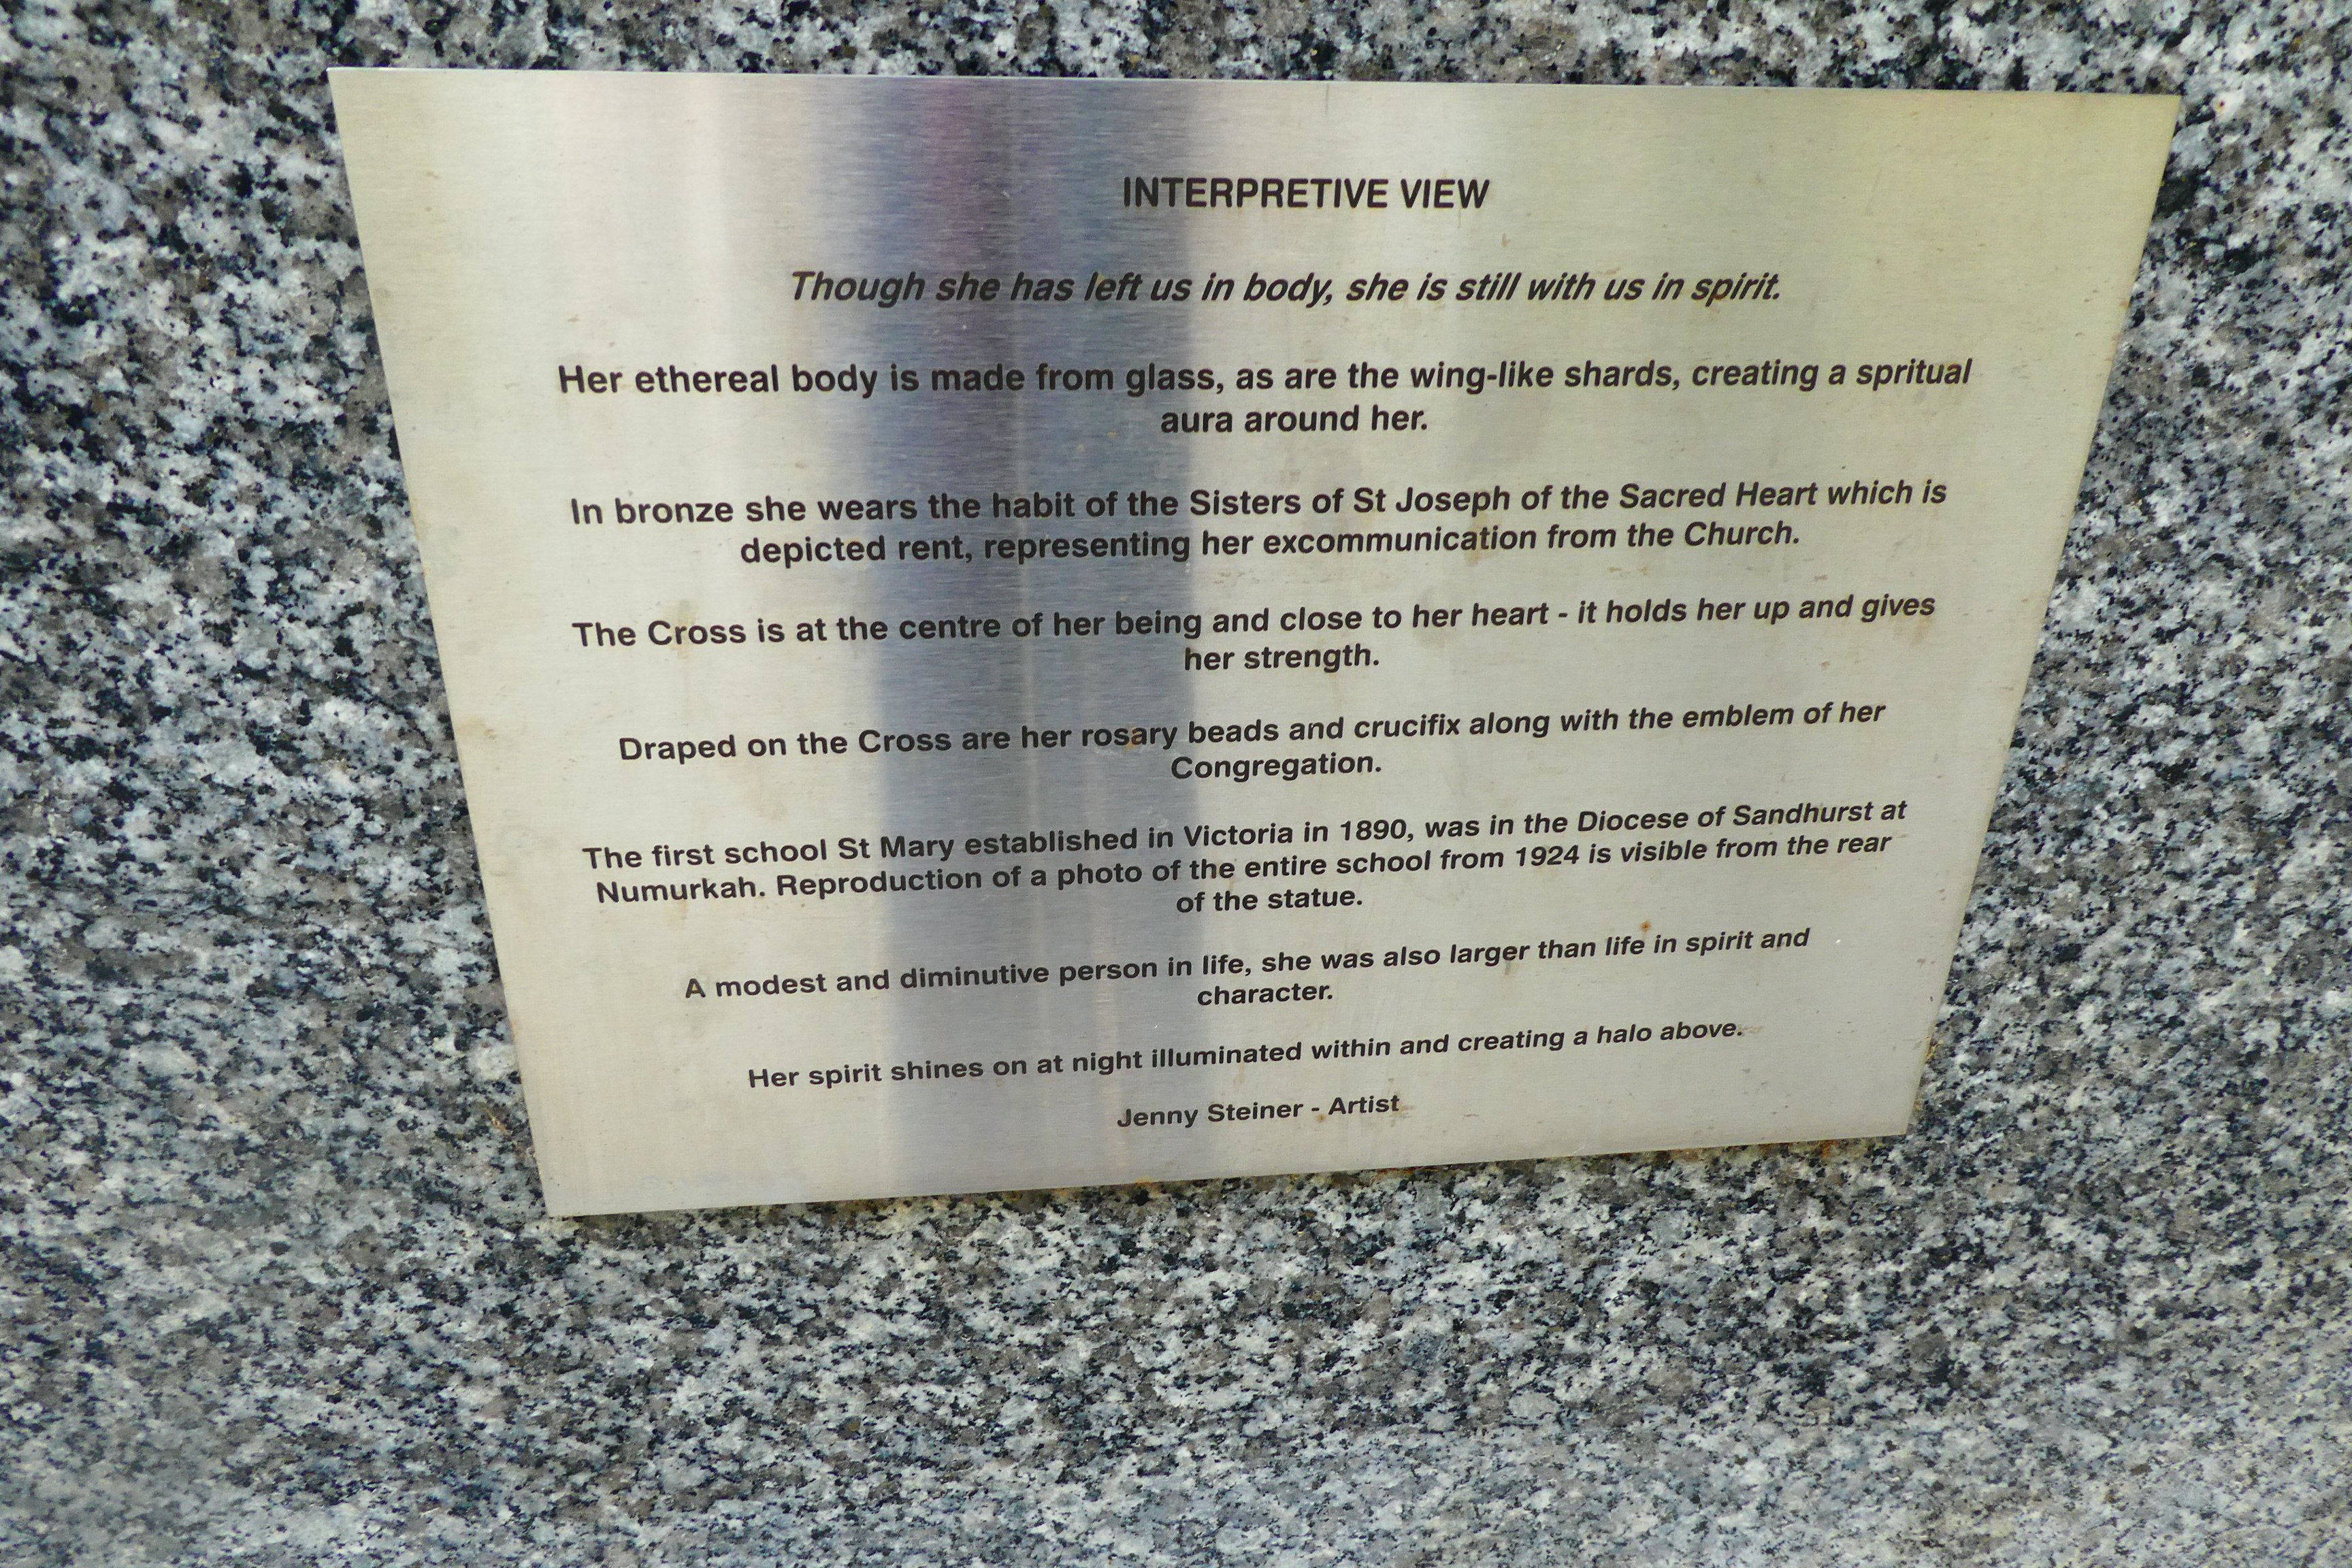 INTERPRETIVE VIEW
Though she has left us in body, she is still with us in spirit.
Her ethereal body is made from glass, as are the wing-like shards, creating a spritual
aura around her.
In bronze she wears the habit of the Sisters of St Joseph of the Sacred Heart which is
depicted rent, representing her excommunication from the Church.
The Cross is at the centre of her being and close to her heart - it holds her up and gives
her strength.
Draped on the Cross are her rosary beads and crucifix along with the emblem of her
Congregation.
The first school St Mary established in Victoria in 1890, was in the Diocese of Sandhurst at
Numurkah. Reproduction of a photo of the entire school from 1924 is visible from the rear
of the statue.
A modest and diminutive person in life, she was also larger than life in spirit and
character.
Her spirit shines on at night illuminated within and creating a halo above.
Jenny Steiner - Artist